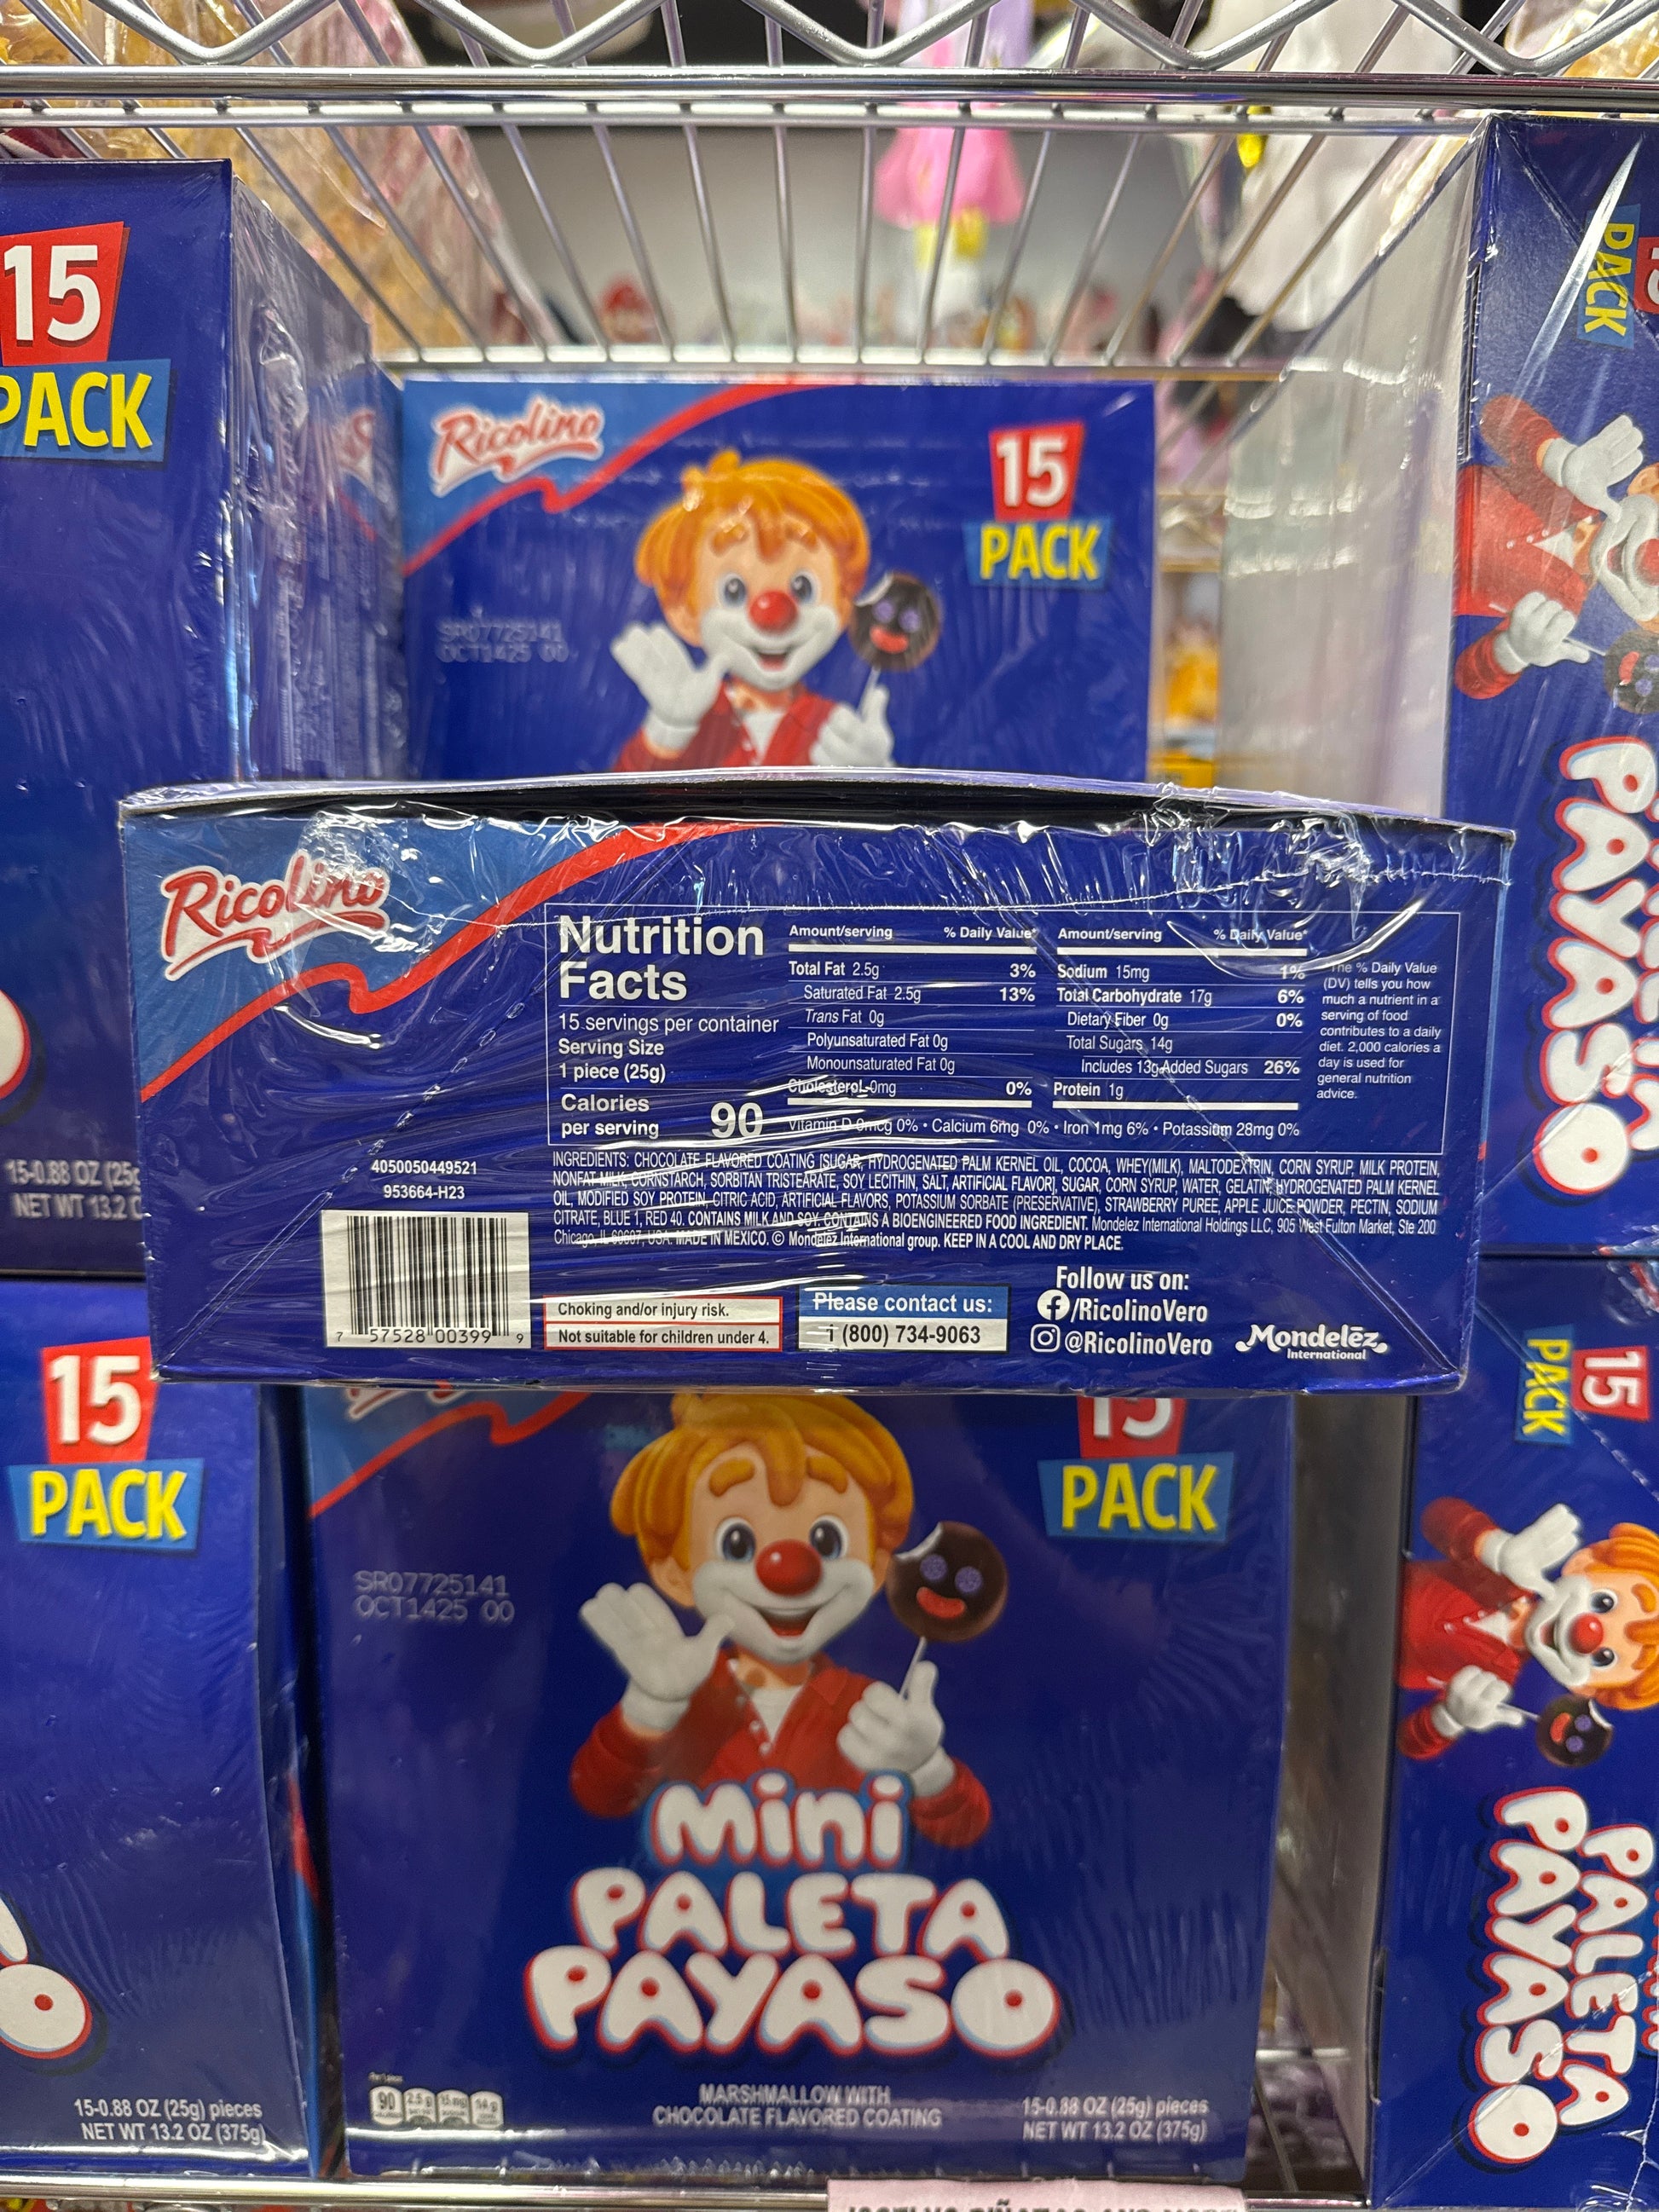 15
PACK
15-0.88 OZ (25g
NET WT 13.2 O
Ricolino
15
PACK
SR07725141
OCT1425 00
PACK
PAYASO
Ricolino
Nutrition
Facts
15 servings per container
Serving Size
1 piece (25g)
Calories
per serving 90
Amount/serving % Daily Value*
Total Fat 2.5g 3%
Saturated Fat 2.5g 13%
Trans Fat 0g
Polyunsaturated Fat 0g
Monounsaturated Fat 0g
Cholesterol 0mg 0%
Amount/serving % Daily Value*
Sodium 15mg 1%
Total Carbohydrate 17g 6%
Dietary Fiber 0g 0%
Total Sugars 14g
Includes 13g Added Sugars 26%
Protein 1g
Vitamin D 0mcg 0% • Calcium 6mg 0% • Iron 1mg 6% • Potassium 28mg 0%
*The % Daily Value
(DV) tells you how
much a nutrient in a
serving of food
contributes to a daily
diet. 2,000 calories a
day is used for
general nutrition
advice.
INGREDIENTS: CHOCOLATE FLAVORED COATING [SUGAR, HYDROGENATED PALM KERNEL OIL, COCOA, WHEY(MILK), MALTODEXTRIN, CORN SYRUP, MILK PROTEIN,
NONFAT MILK, CORNSTARCH, SORBITAN TRISTEARATE, SOY LECITHIN, SALT, ARTIFICIAL FLAVOR], SUGAR, CORN SYRUP, WATER, GELATIN, HYDROGENATED PALM KERNEL
OIL, MODIFIED SOY PROTEIN, CITRIC ACID, ARTIFICIAL FLAVORS, POTASSIUM SORBATE (PRESERVATIVE), STRAWBERRY PUREE, APPLE JUICE POWDER, PECTIN, SODIUM
CITRATE, BLUE 1, RED 40. CONTAINS MILK AND SOY. CONTAINS A BIOENGINEERED FOOD INGREDIENT. Mondelez International Holdings LLC, 905 West Fulton Market, Ste 200
Chicago, IL 60607, USA. MADE IN MEXICO. © Mondelez International group. KEEP IN A COOL AND DRY PLACE.
4050050449521
953664-H23
7 57528 00399 9
Choking and/or injury risk.
Not suitable for children under 4.
Please contact us:
1 (800) 734-9063
Follow us on:
/RicolinoVero
@RicolinoVero
Mondelēz
International
15
PACK
15-0.88 OZ (25g) pieces
NET WT 13.2 OZ (375g)
15
PACK
SR07725141
OCT1425 00
Mini
PALETA
PAYASO
90 2.5g 15mg 14g
MARSHMALLOW WITH
CHOCOLATE FLAVORED COATING
15-0.88 OZ (25g) pieces
NET WT 13.2 OZ (375g)
15
PACK
PALETA
PAYASO